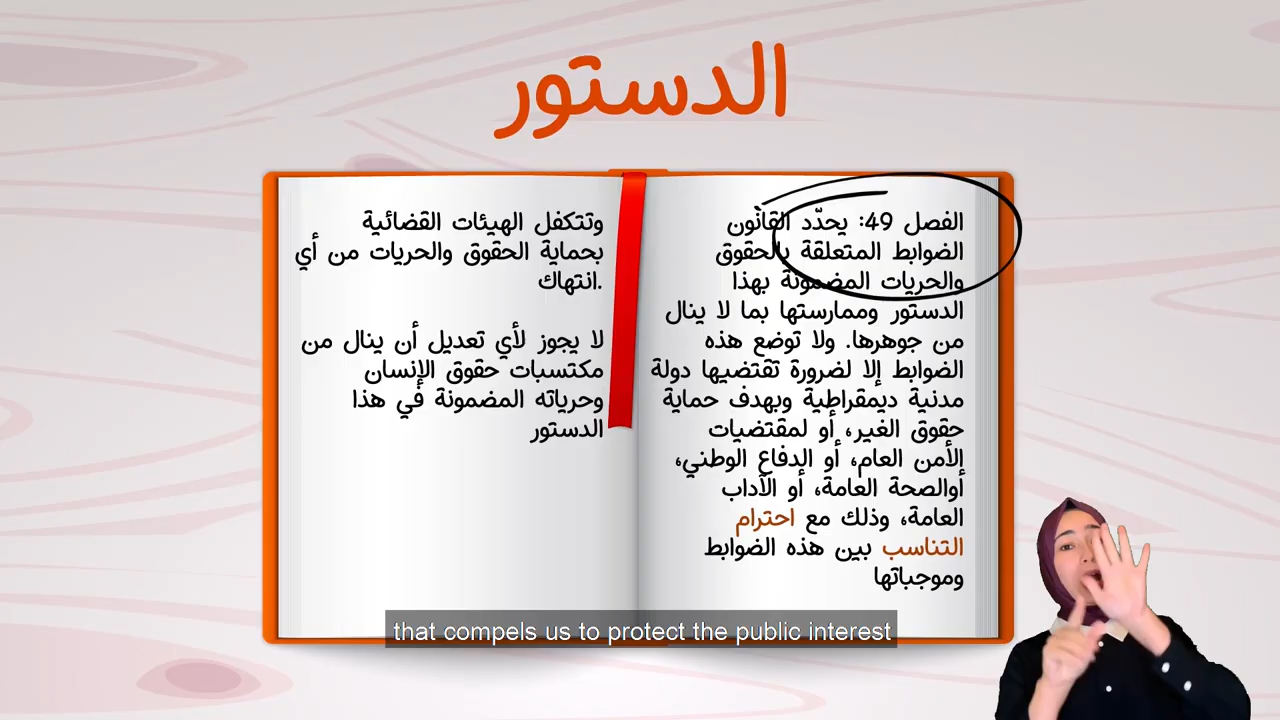 الدستور
الفصل 49: يحدّد القانون
الضوابط المتعلقة بالحقوق
والحريات المضمونة بهذا
الدستور وممارستها بما لا ينال
من جوهرها. ولا توضع هذه
الضوابط إلا لضرورة تقتضيها دولة
مدنية ديمقراطية وبهدف حماية
حقوق الغير، أو لمقتضيات
الأمن العام، أو الدفاع الوطني،
أوالصحة العامة، أو الآداب
العامة، وذلك مع احترام
التناسب بين هذه الضوابط
وموجباتها
وتتكفل الهيئات القضائية
بحماية الحقوق والحريات من أي
.انتهاك
لا يجوز لأي تعديل أن ينال من
مكتسبات حقوق الإنسان
وحرياته المضمونة في هذا
الدستور
that compels us to protect the public interest